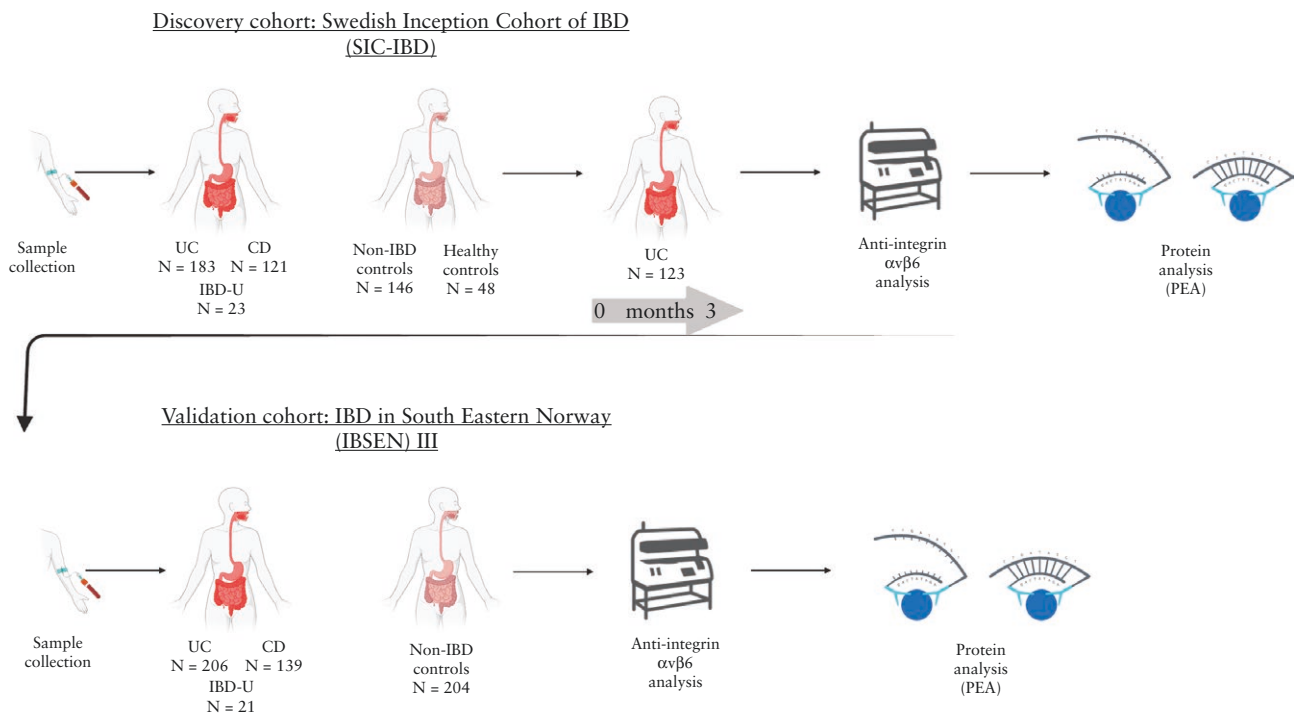 Discovery cohort: Swedish Inception Cohort of IBD
(SIC-IBD)
Sample
collection
UC CD
N = 183 N = 121
IBD-U
N = 23
Non-IBD
controls
N = 146
Healthy
controls
N = 48
UC
N = 123
0 months 3
Anti-integrin
αvβ6
analysis
Protein
analysis
(PEA)
Validation cohort: IBD in South Eastern Norway
(IBSEN) III
Sample
collection
UC CD
N = 206 N = 139
IBD-U
N = 21
Non-IBD
controls
N = 204
Anti-integrin
αvβ6
analysis
Protein
analysis
(PEA)